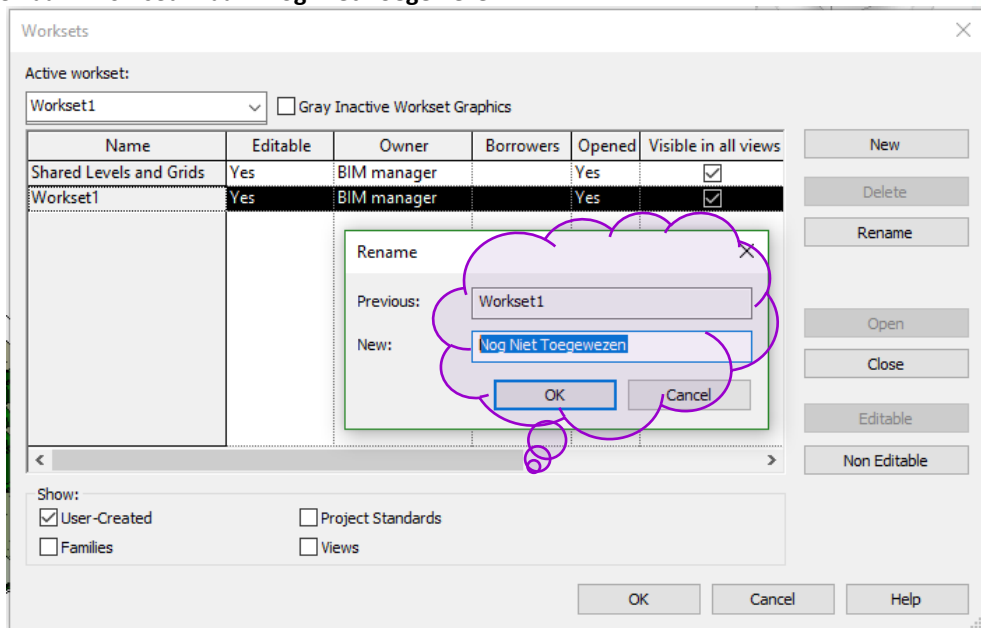 Worksets
Active workset:
Workset1
Gray Inactive Workset Graphics
Name Editable Owner Borrowers Opened Visible in all views
Shared Levels and Grids Yes BIM manager Yes
Workset1 Yes BIM manager Yes
New
Delete
Rename
Open
Close
Editable
Non Editable
Rename
Previous: Workset1
New: Nog Niet Toegewezen
OK Cancel
Show:
User-Created Project Standards
Families Views
OK Cancel Help